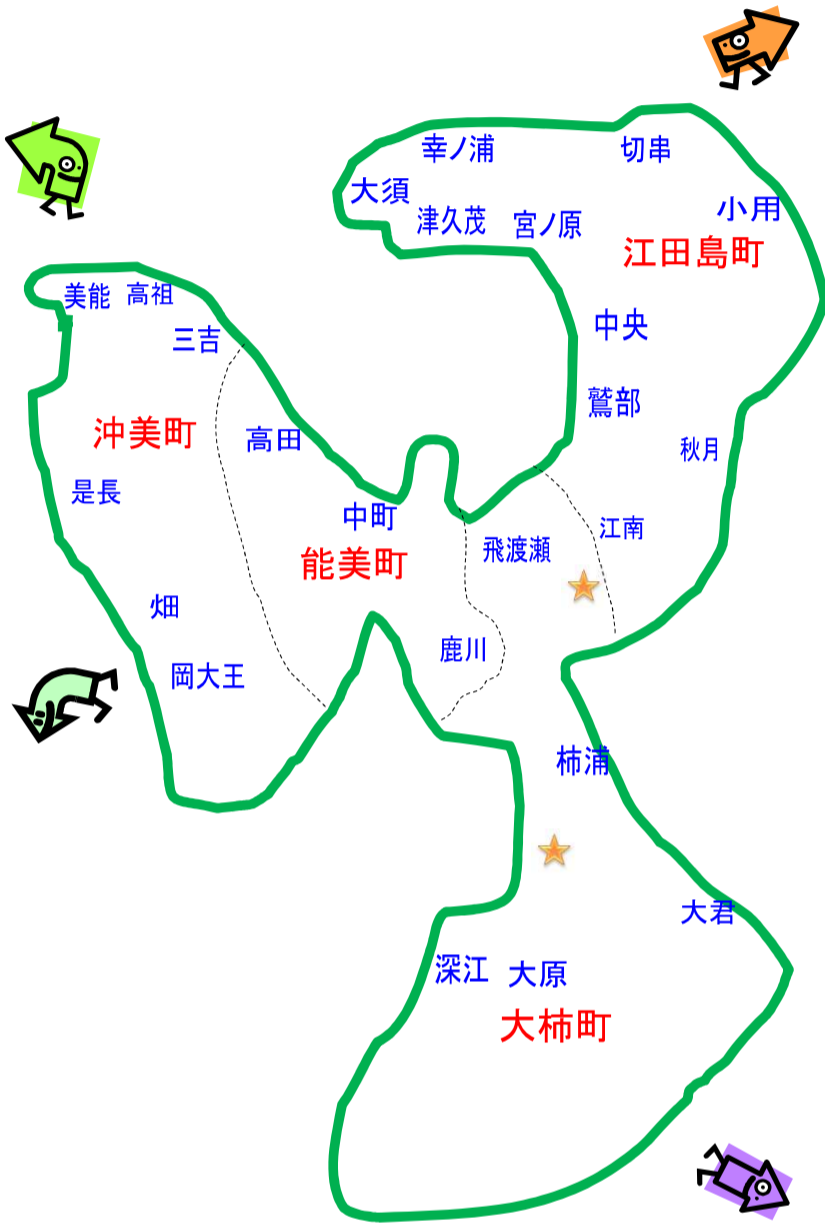 幸ノ浦
切串
大須
小用
津久茂
宮ノ原
江田島町
美能
高祖
三吉
中央
鷲部
沖美町
高田
秋月
是長
中町
江南
飛渡瀬
能美町
畑
鹿川
岡大王
柿浦
大君
深江
大原
大柿町